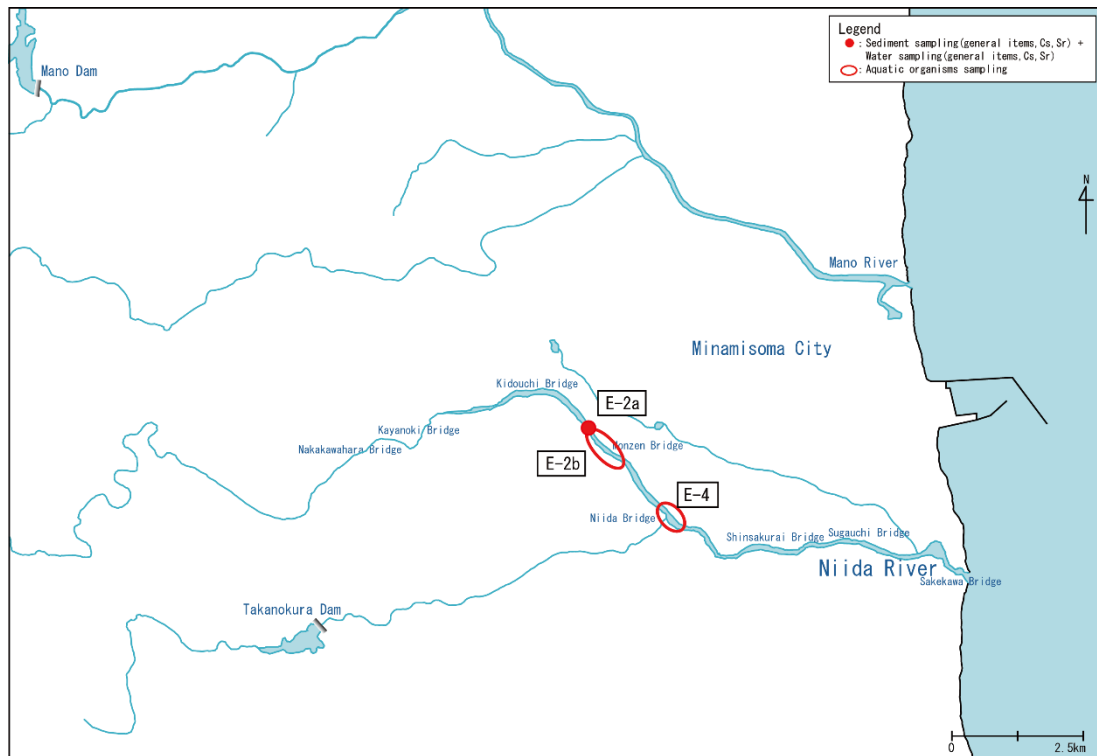 Legend
: Sediment sampling(general items,Cs,Sr) +
Water sampling(general items,Cs,Sr)
: Aquatic organisms sampling
Mano Dam
N
Mano River
Minamisoma City
Kidouchi Bridge
E-2a
Kayanoki Bridge
Nakakawahara Bridge
Monzen Bridge
E-2b
E-4
Niida Bridge
Shinsakurai Bridge
Sugauchi Bridge
Niida River
Sakekawa Bridge
Takanokura Dam
0
2.5km